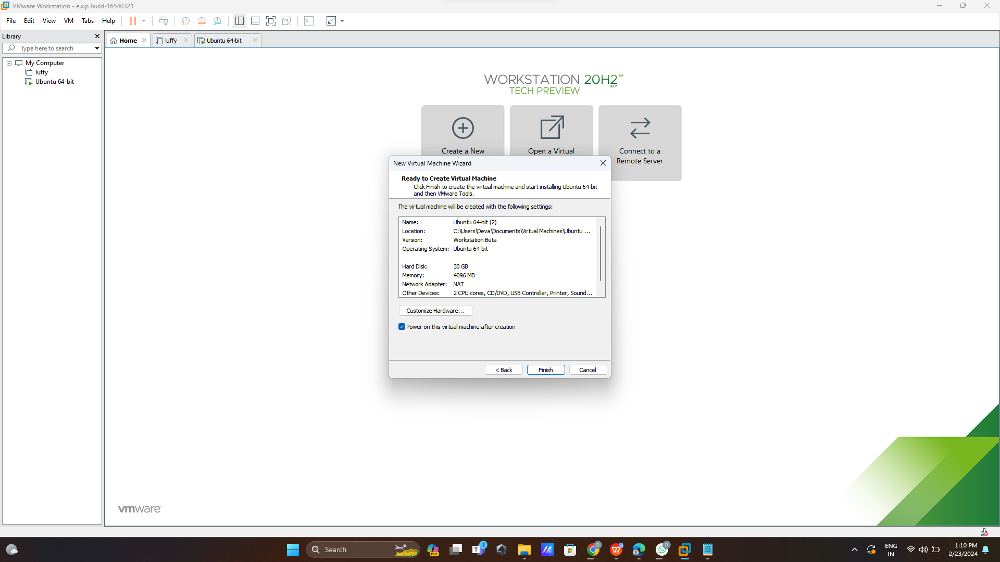 VMware Workstation - e.x.p build-16540321
File Edit View VM Tabs Help
Library
Type here to search
My Computer
luffy
Ubuntu 64-bit
Home luffy Ubuntu 64-bit
WORKSTATION 20H2™
JULY
TECH PREVIEW
Create a New
Open a Virtual
Connect to a
Remote Server
New Virtual Machine Wizard
Ready to Create Virtual Machine
Click Finish to create the virtual machine and start installing Ubuntu 64-bit
and then VMware Tools.
The virtual machine will be created with the following settings:
Name: Ubuntu 64-bit (2)
Location: C:\Users\Deva\Documents\Virtual Machines\Ubuntu ...
Version: Workstation Beta
Operating System: Ubuntu 64-bit
Hard Disk: 30 GB
Memory: 4096 MB
Network Adapter: NAT
Other Devices: 2 CPU cores, CD/DVD, USB Controller, Printer, Sound...
Customize Hardware...
Power on this virtual machine after creation
< Back Finish Cancel
vmware
Search
PRE
1
D
D
ENG
IN
1:10 PM
2/23/2024